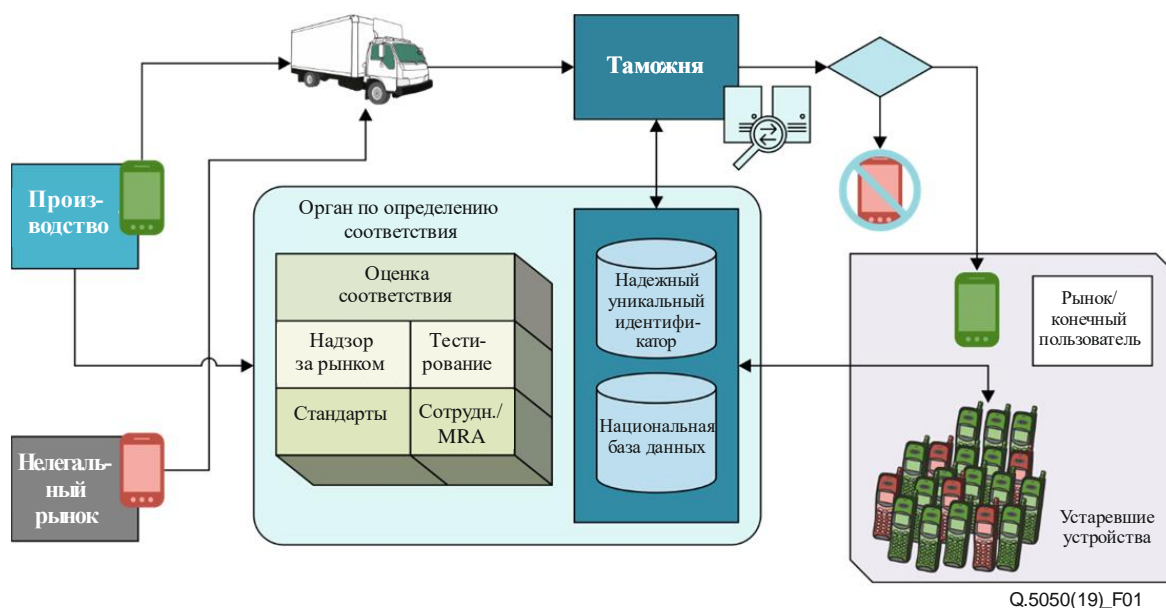 Таможня
Произ-
водство
Орган по определению
соответствия
Оценка
соответствия
Надзор
за рынком
Тести-
рование
Стандарты
Сотрудн./
MRA
Надежный
уникальный
идентифи-
катор
Национальная
база данных
Рынок/
конечный
пользователь
Нелегаль-
ный
рынок
Устаревшие
устройства
Q.5050(19)_F01